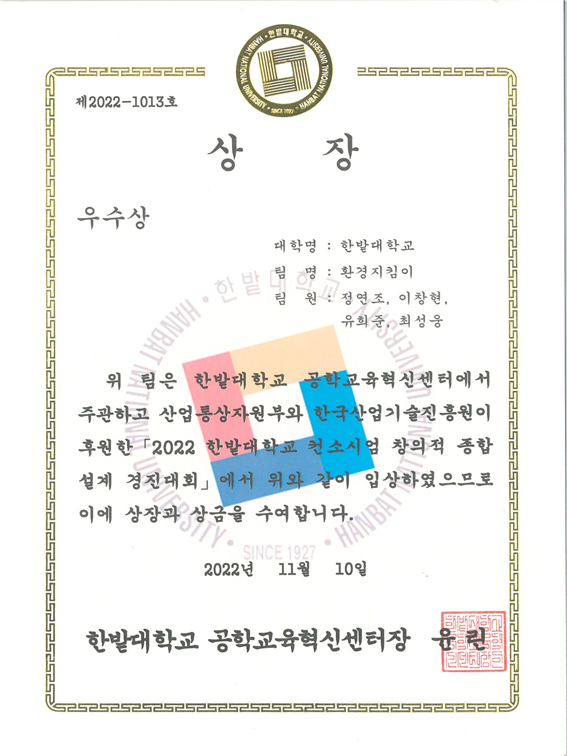 한밭대학교
HANBAT NATIONAL UNIVERSITY
SINCE 1927
제2022-1013호
상 장
우수상
대학명 : 한밭대학교
팀 명 : 환경지킴이
팀 원 : 정연조, 이창현,
유희준, 최성웅
위 팀은 한밭대학교 공학교육혁신센터에서
주관하고 산업통상자원부와 한국산업기술진흥원이
후원한 「2022 한밭대학교 컨소시엄 창의적 종합
설계 경진대회」에서 위와 같이 입상하였으므로
이에 상장과 상금을 수여합니다.
2022년 11월 10일
한밭대학교 공학교육혁신센터장 윤 린
한밭대학교
HANBAT NATIONAL UNIVERSITY
SINCE 1927
HANBAT NATIONAL UNIVERSITY